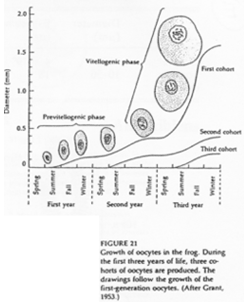 2.0
Vitellogenic phase
1.5
First cohort
Diameter (mm)
1.0
Previtellogenic phase
0.5
Second cohort
Third cohort
0
Spring Summer Fall Winter Spring Summer Fall Winter Spring Summer Fall Winter
First year Second year Third year
FIGURE 21
Growth of oocytes in the frog. During
the first three years of life, three co-
horts of oocytes are produced. The
drawings follow the growth of the
first-generation oocytes. (After Grant,
1953.)